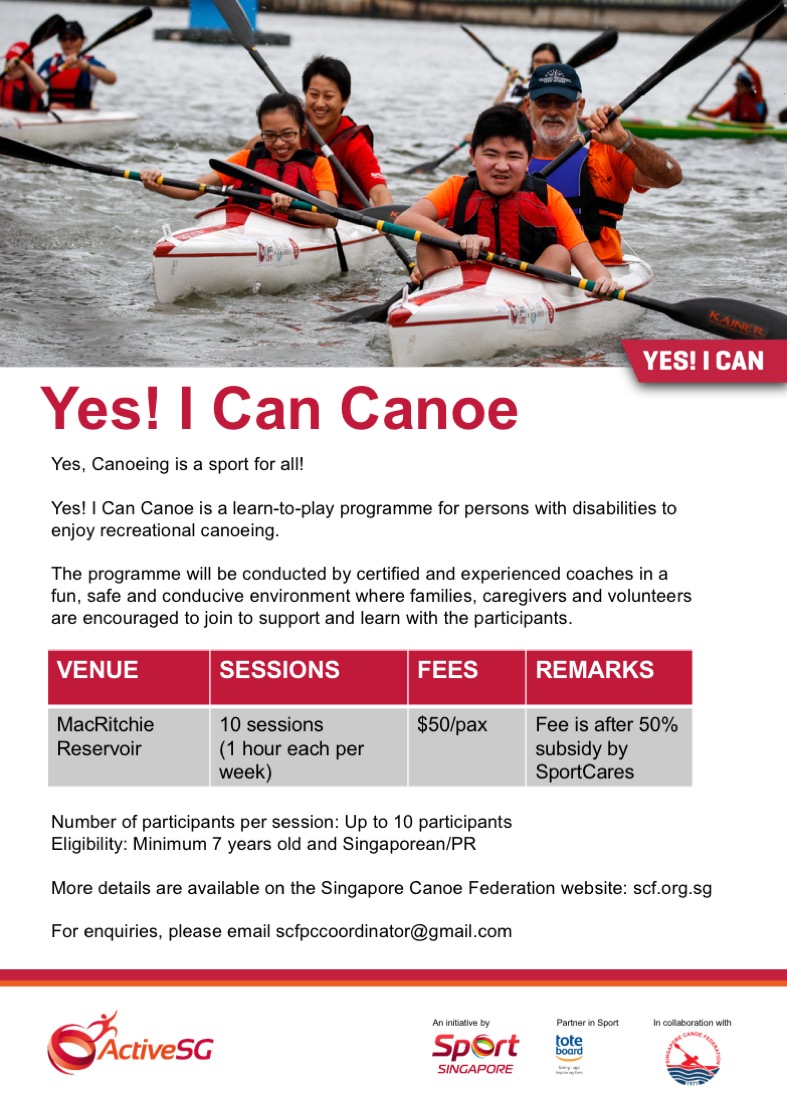 KAINER
YES! I CAN
Yes! I Can Canoe
Yes, Canoeing is a sport for all!
Yes! I Can Canoe is a learn-to-play programme for persons with disabilities to
enjoy recreational canoeing.
The programme will be conducted by certified and experienced coaches in a
fun, safe and conducive environment where families, caregivers and volunteers
are encouraged to join to support and learn with the participants.
VENUE SESSIONS FEES REMARKS
MacRitchie 10 sessions $50/pax Fee is after 50%
Reservoir (1 hour each per subsidy by
week) SportCares
Number of participants per session: Up to 10 participants
Eligibility: Minimum 7 years old and Singaporean/PR
More details are available on the Singapore Canoe Federation website: scf.org.sg
For enquiries, please email scfpccoordinator@gmail.com
ActiveSG
An initiative by
Sport
SINGAPORE
Partner in Sport
tote
board
In collaboration with
SINGAPORE CANOE FEDERATION